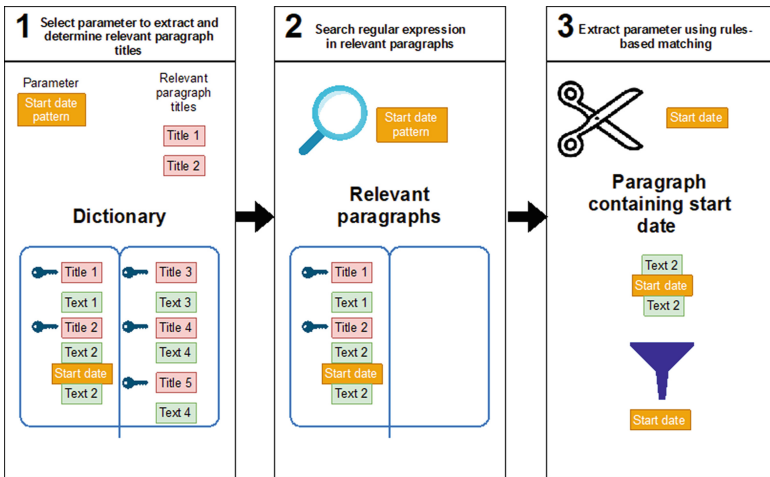 1 Select parameter to extract and
determine relevant paragraph
titles
Parameter
Start date
pattern
Relevant
paragraph
titles
Title 1
Title 2
Dictionary
Title 1
Text 1
Title 2
Text 2
Start date
Text 2
Title 3
Text 3
Title 4
Text 4
Title 5
Text 4
2 Search regular expression
in relevant paragraphs
Start date
pattern
Relevant
paragraphs
Title 1
Text 1
Title 2
Text 2
Start date
Text 2
3 Extract parameter using rules-
based matching
Start date
Paragraph
containing start
date
Text 2
Start date
Text 2
Start date